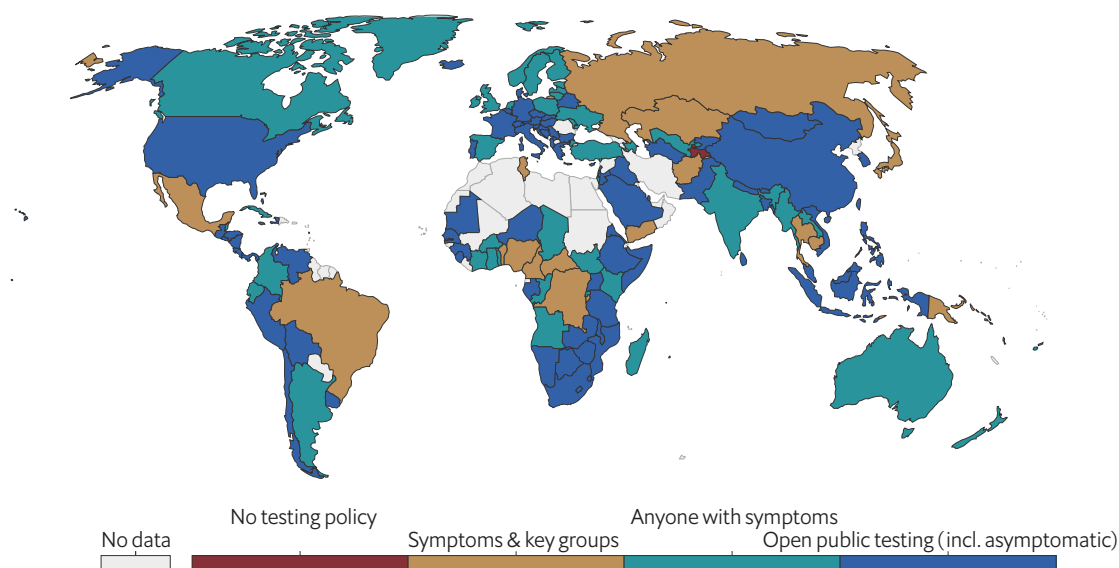 No testing policy
Anyone with symptoms
No data
Symptoms & key groups
Open public testing (incl. asymptomatic)